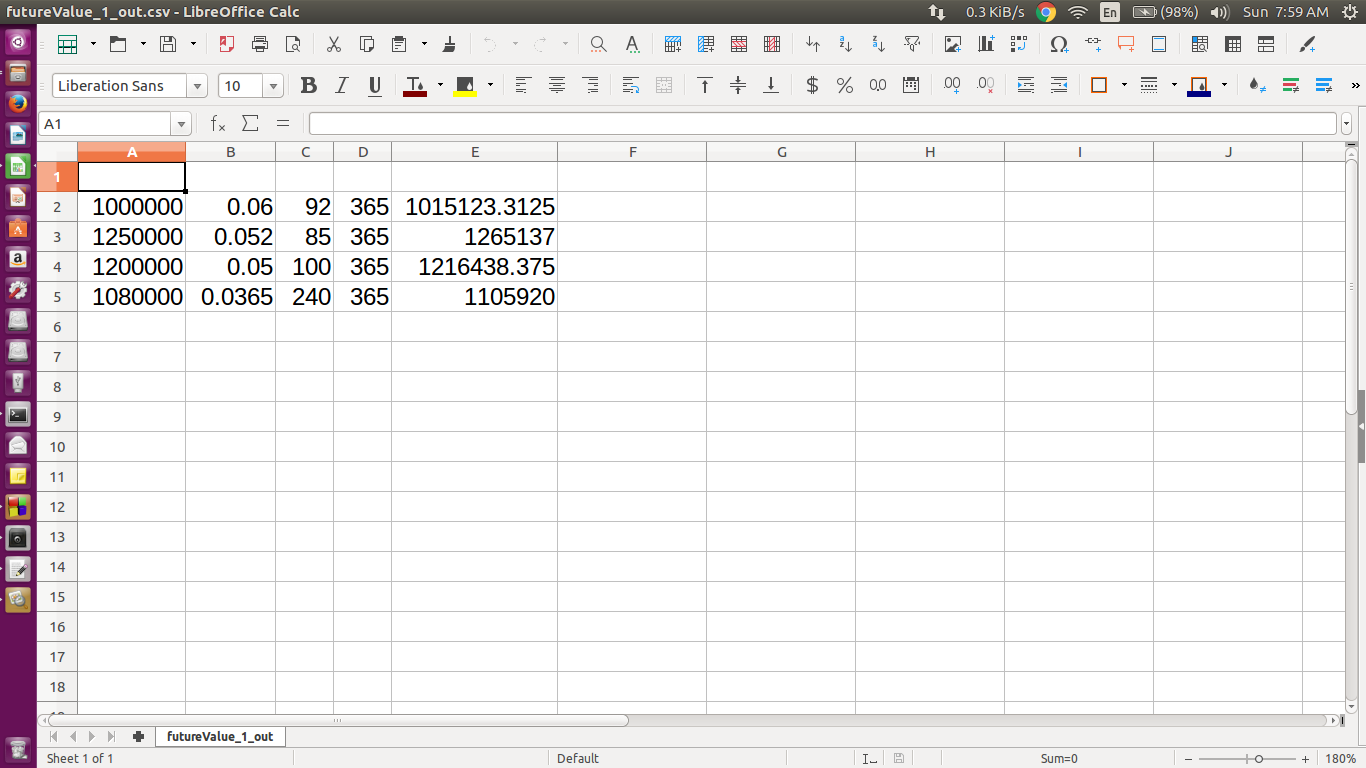 futureValue_1_out.csv - LibreOffice Calc 0.3 KiB/s En (98%) Sun 7:59 AM
Liberation Sans 10 B I U $ % 0.0
A1 fx Σ =
A B C D E F G H I J
1
2 1000000 0.06 92 365 1015123.3125
3 1250000 0.052 85 365 1265137
4 1200000 0.05 100 365 1216438.375
5 1080000 0.0365 240 365 1105920
6
7
8
9
10
11
12
13
14
15
16
17
18
futureValue_1_out
Sheet 1 of 1 Default Sum=0 180%